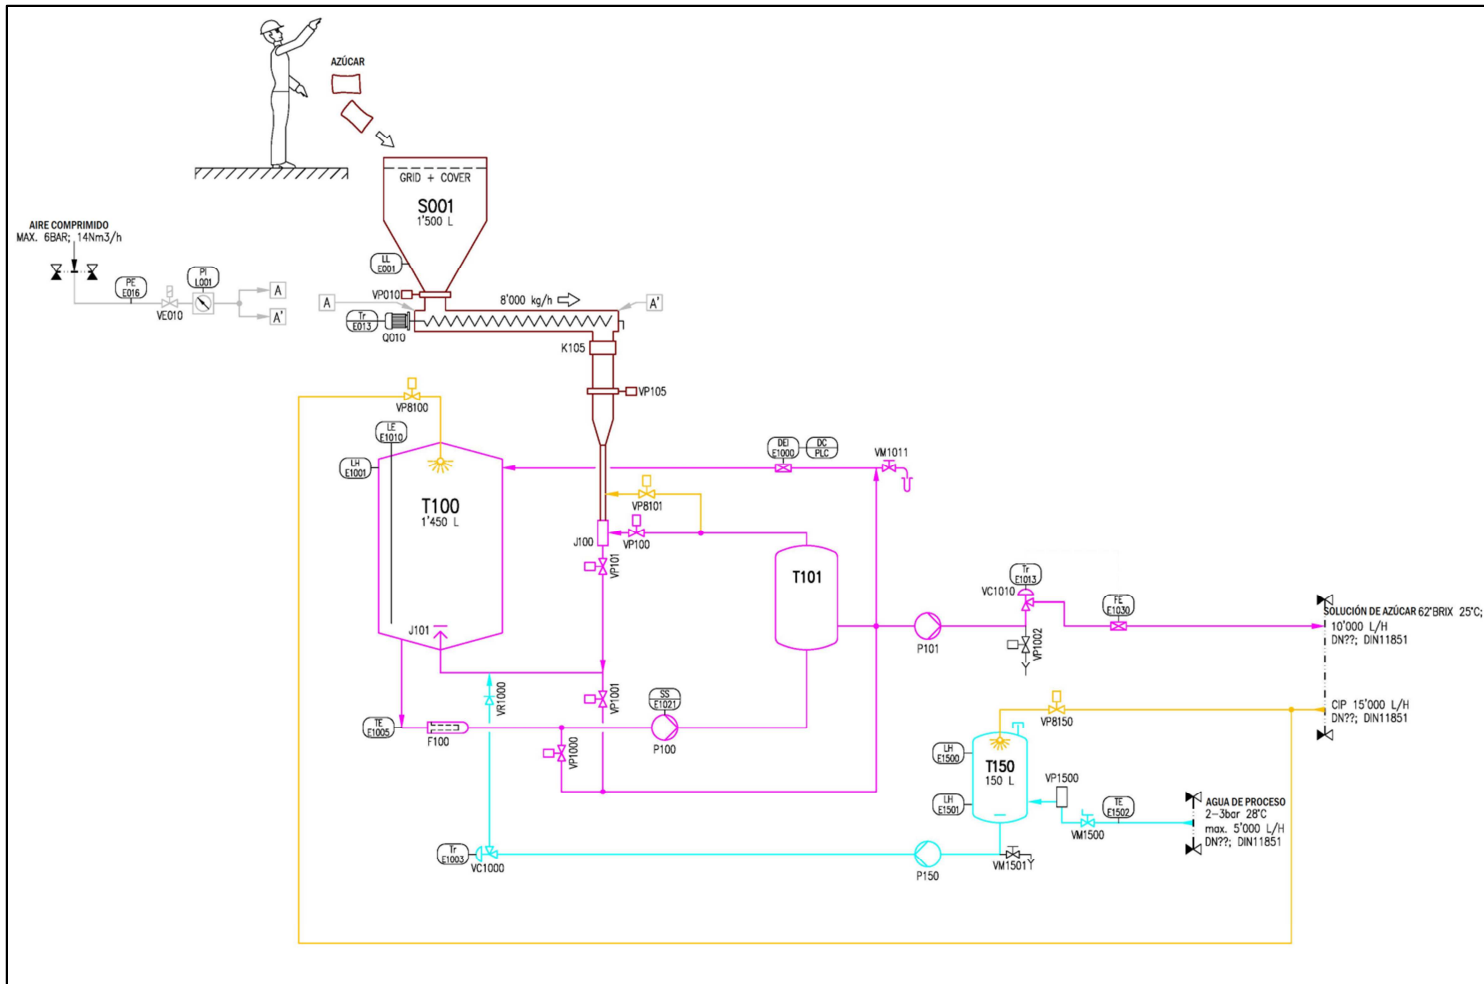 AZÚCAR
GRID + COVER
S001
1'500 L
LL
E001
AIRE COMPRIMIDO
MAX. 6BAR; 14Nm3/h
PE
E016
VE010
PI
L001
A
A'
VP010
A
8'000 kg/h
A'
Tr
E013
Q010
K105
VP105
VP8100
LE
E1010
LH
E1001
T100
1'450 L
J101
DEI
E1000
DC
PLC
VM1011
VP8101
J100
VP100
VP101
T101
Tr
E1013
VC1010
FE
E1030
P101
VP1002
SOLUCIÓN DE AZÚCAR 62°BRIX 25°C;
10'000 L/H
DN??; DIN11851
VR1000
VP1001
SS
E1021
P100
TE
E1005
F100
VP1000
CIP 15'000 L/H
DN??; DIN11851
VP8150
LH
E1500
T150
150 L
LH
E1501
VP1500
TE
E1502
VM1500
AGUA DE PROCESO
2-3bar 28°C
max. 5'000 L/H
DN??; DIN11851
Tr
E1003
VC1000
P150
VM1501